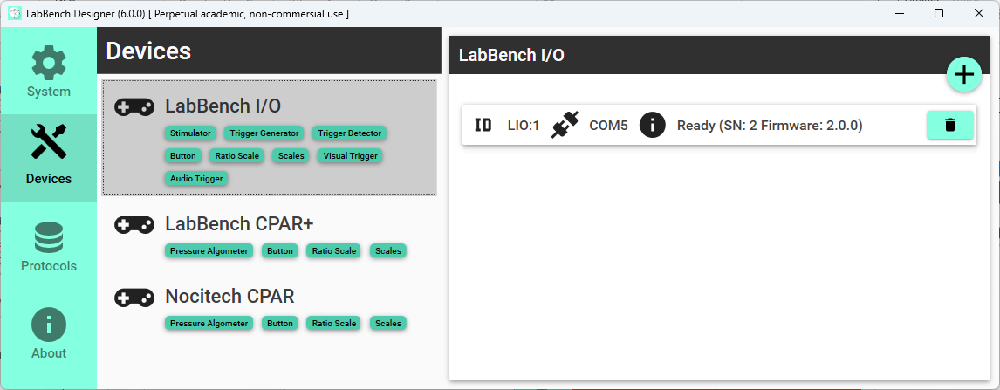 LabBench Designer (6.0.0) [ Perpetual academic, non-commersial use ]
System
Devices
Protocols
About
Devices
LabBench I/O
Stimulator Trigger Generator Trigger Detector
Button Ratio Scale Scales Visual Trigger
Audio Trigger
LabBench CPAR+
Pressure Algometer Button Ratio Scale Scales
Nocitech CPAR
Pressure Algometer Button Ratio Scale Scales
LabBench I/O
ID LIO:1 COM5 Ready (SN: 2 Firmware: 2.0.0)